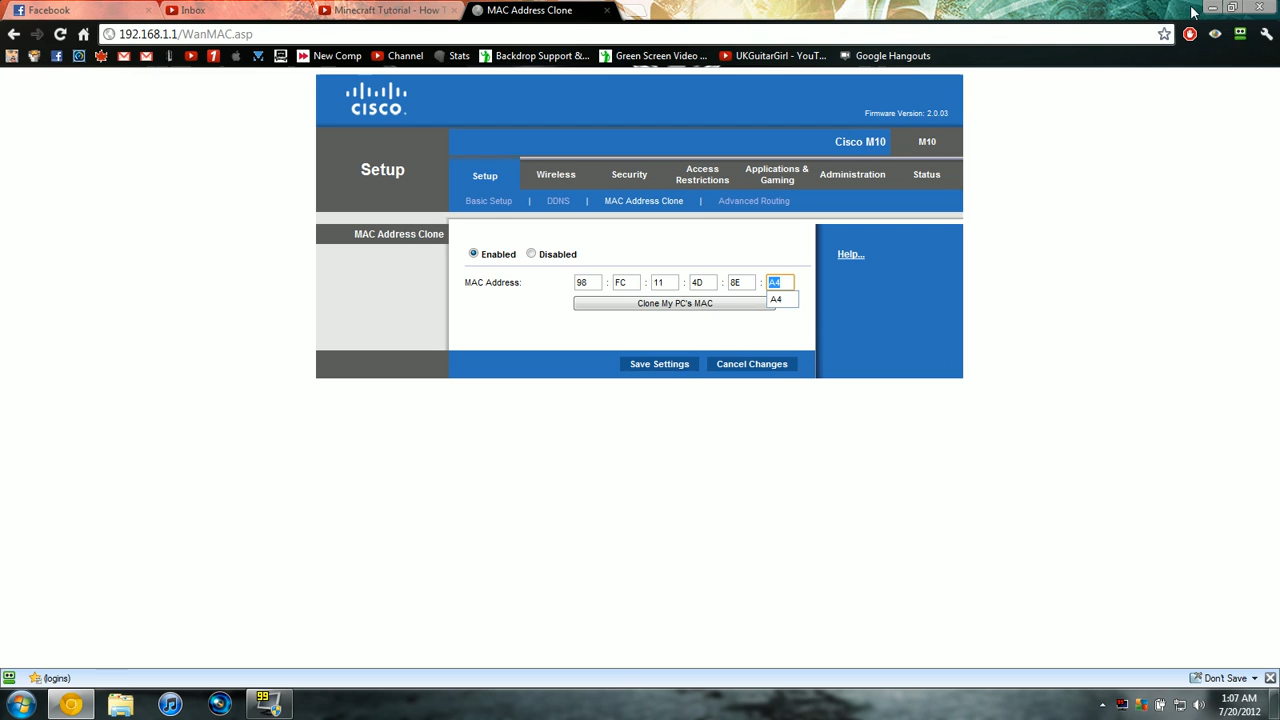 Facebook
Inbox
Minecraft Tutorial - How T
MAC Address Clone
192.168.1.1/WanMAC.asp
New Comp
Channel
Stats
Backdrop Support &...
Green Screen Video ...
UKGuitarGirl - YouT...
Google Hangouts
CISCO.
Firmware Version: 2.0.03
Cisco M10
M10
Setup
Setup
Wireless
Security
Access Restrictions
Applications & Gaming
Administration
Status
Basic Setup | DDNS | MAC Address Clone | Advanced Routing
MAC Address Clone
Enabled Disabled
Help...
MAC Address: 98 : FC : 11 : 4D : 8E : A4
A4
Clone My PC's MAC
Save Settings Cancel Changes
(logins)
Don't Save
99
1:07 AM
7/20/2012